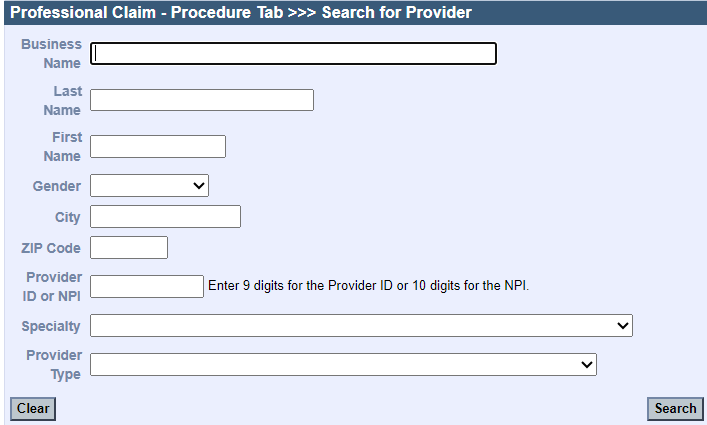 Professional Claim - Procedure Tab >>> Search for Provider
Business
Name
Last
Name
First
Name
Gender
City
ZIP Code
Provider
ID or NPI
Enter 9 digits for the Provider ID or 10 digits for the NPI.
Specialty
Provider
Type
Clear
Search